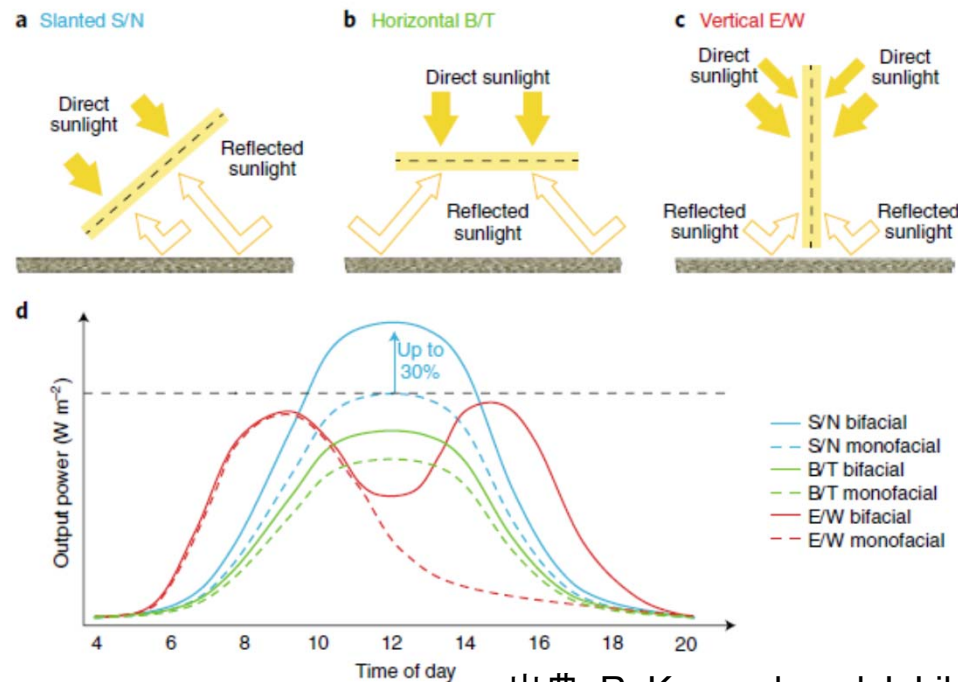 a Slanted S/N
Direct
sunlight
Reflected
sunlight
b Horizontal B/T
Direct sunlight
Reflected
sunlight
c Vertical E/W
Direct
sunlight
Direct
sunlight
Reflected
sunlight
Reflected
sunlight
d
Output power (W m⁻²)
Up to
30%
S/N bifacial
S/N monofacial
B/T bifacial
B/T monofacial
E/W bifacial
E/W monofacial
4 6 8 10 12 14 16 18 20
Time of day